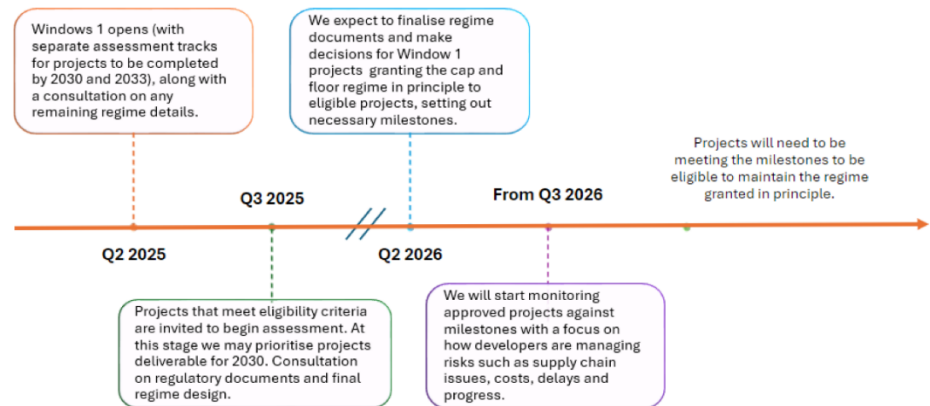 Windows 1 opens (with
separate assessment tracks
for projects to be completed
by 2030 and 2033), along with
a consultation on any
remaining regime details.
We expect to finalise regime
documents and make
decisions for Window 1
projects granting the cap and
floor regime in principle to
eligible projects, setting out
necessary milestones.
Projects will need to be
meeting the milestones to be
eligible to maintain the regime
granted in principle.
Q3 2025
From Q3 2026
Q2 2025
Q2 2026
Projects that meet eligibility criteria
are invited to begin assessment. At
this stage we may prioritise projects
deliverable for 2030. Consultation
on regulatory documents and final
regime design.
We will start monitoring
approved projects against
milestones with a focus on
how developers are managing
risks such as supply chain
issues, costs, delays and
progress.